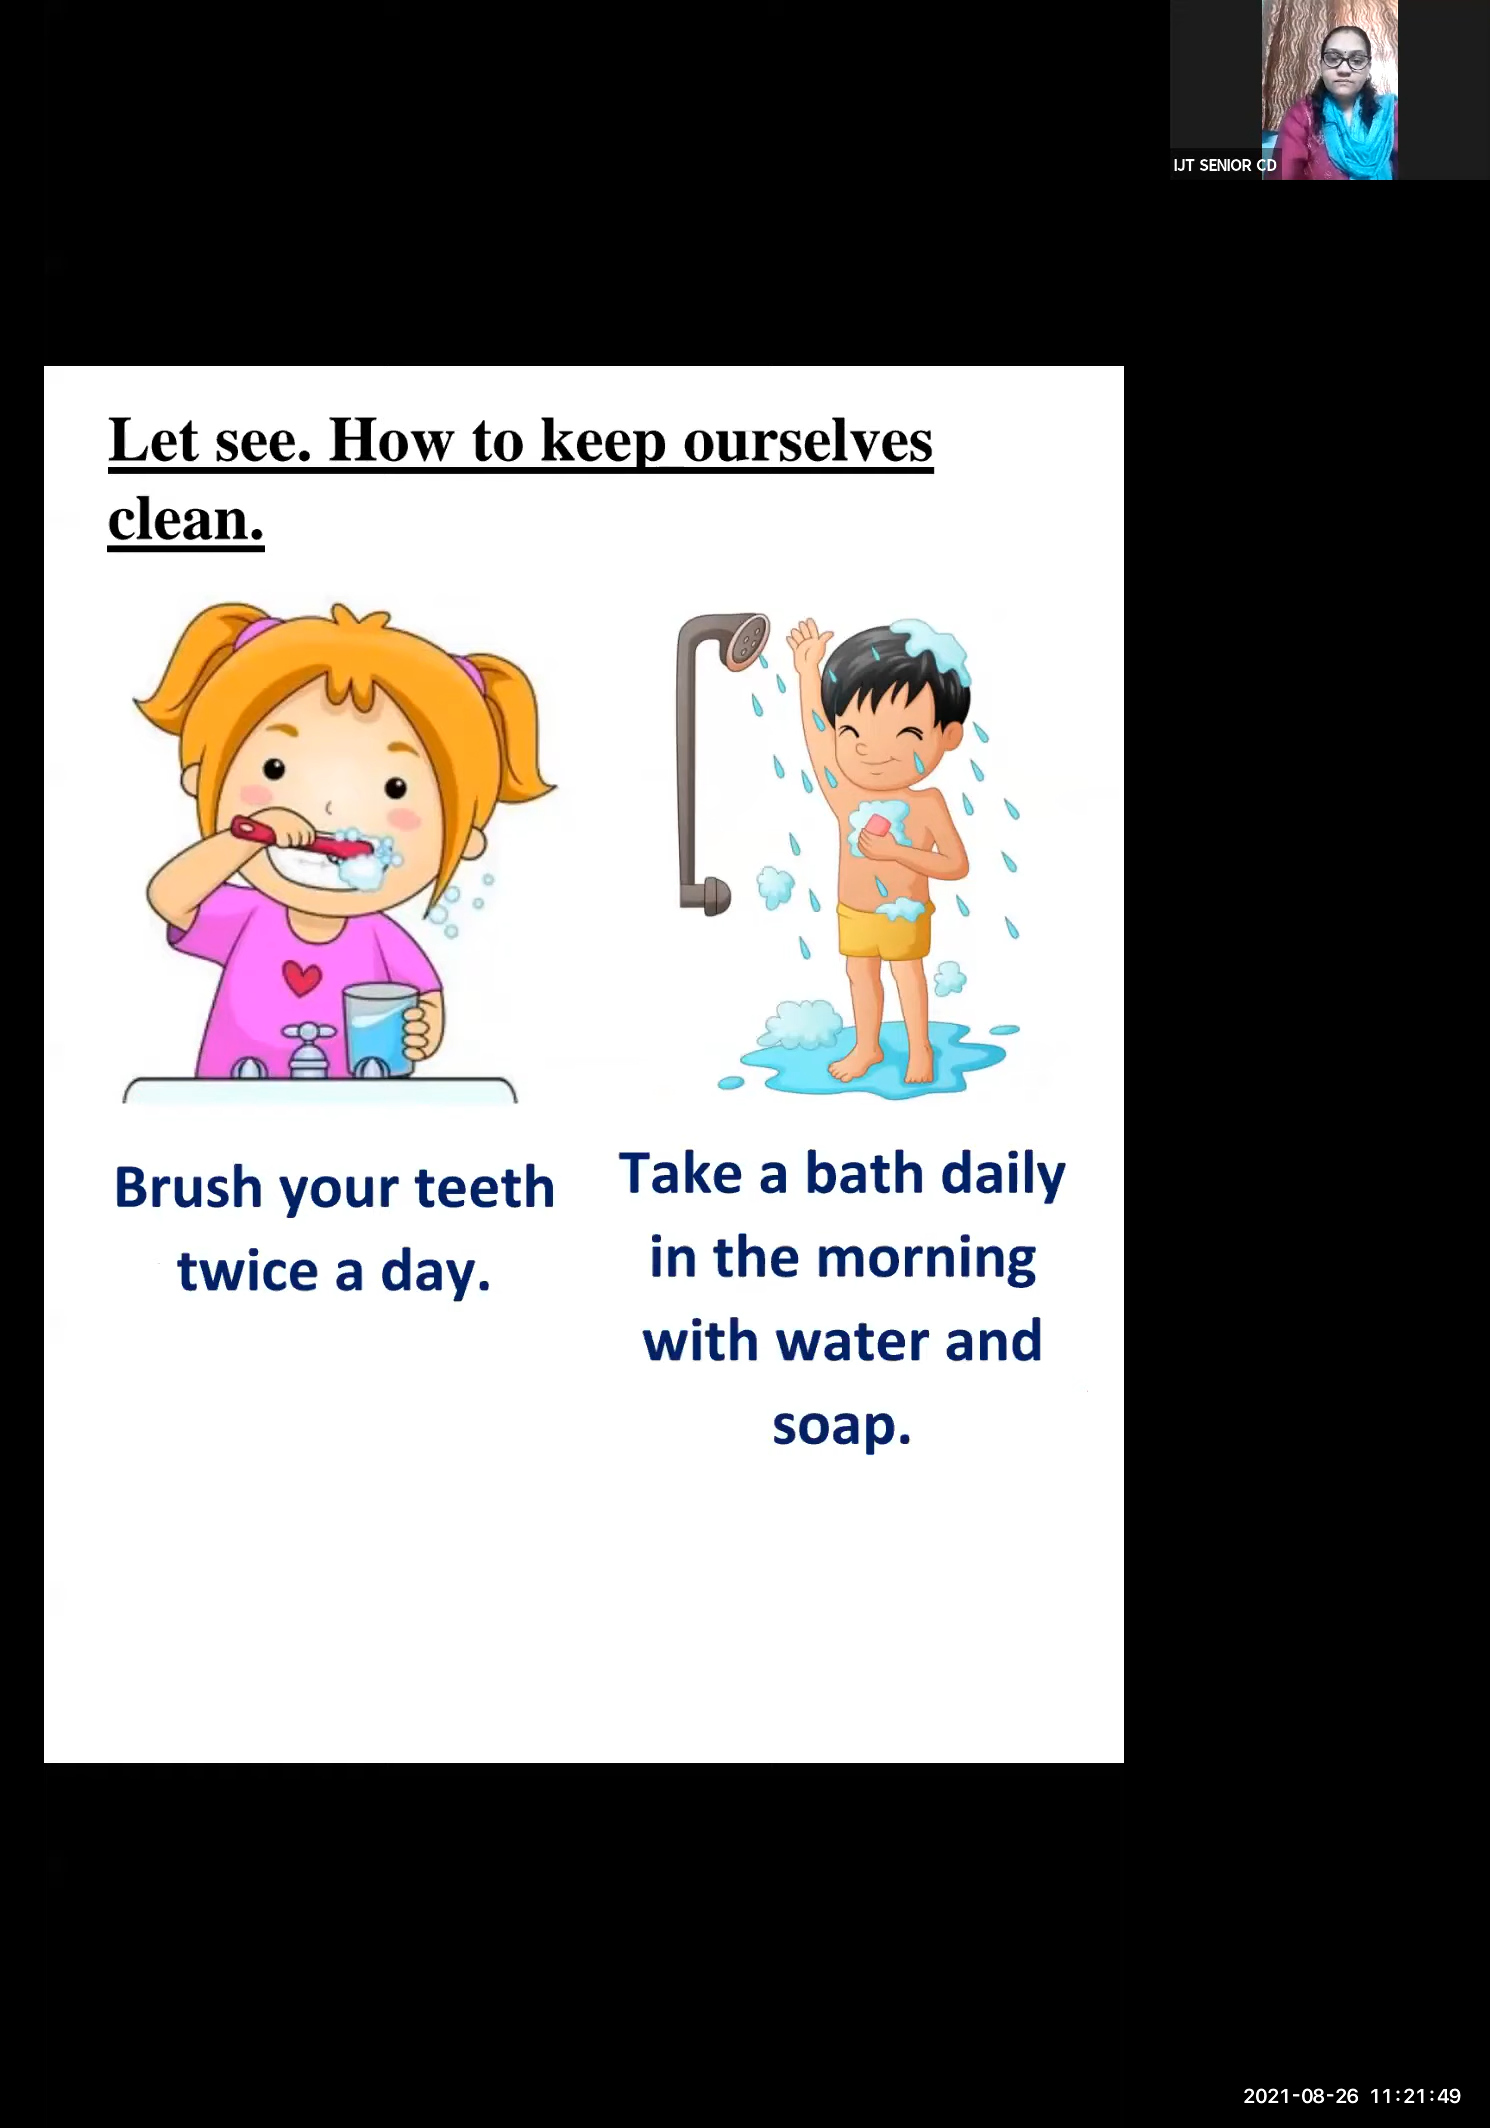 IJT SENIOR CD
Let see. How to keep ourselves
clean.
Brush your teeth
twice a day.
Take a bath daily
in the morning
with water and
soap.
2021-08-26 11:21:49